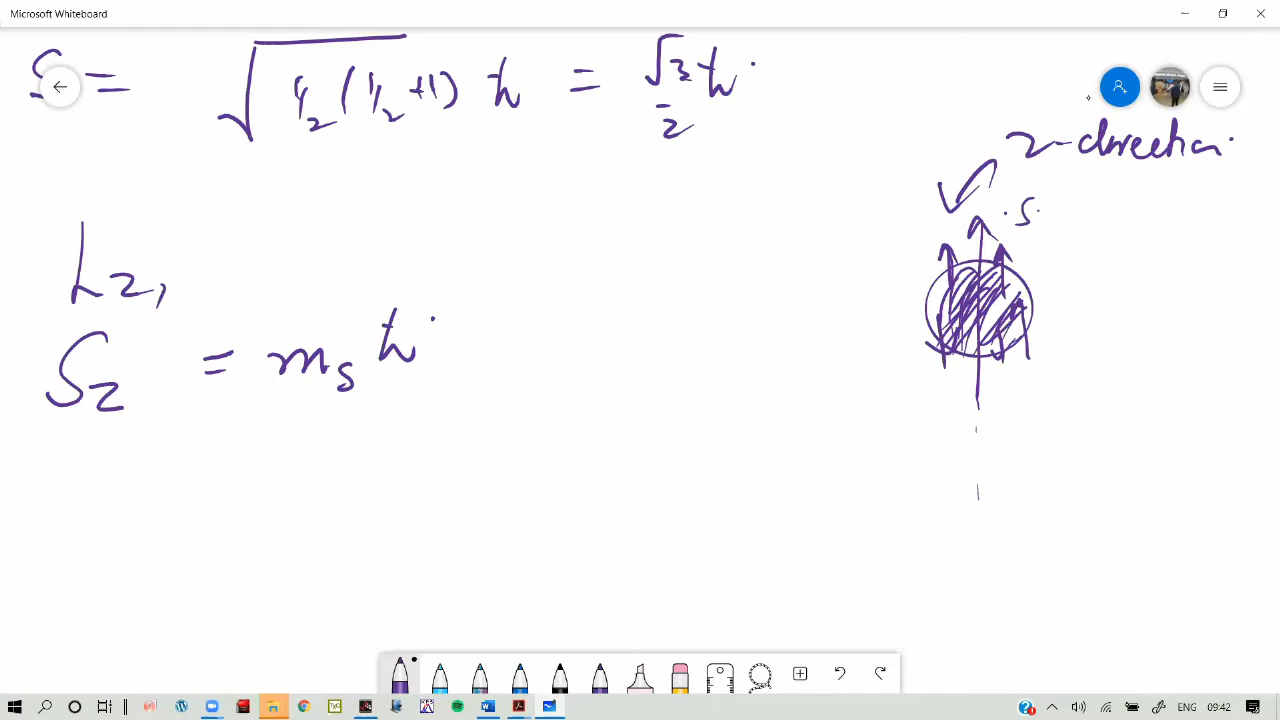 Microsoft Whiteboard
S = √(1/2 (1/2 +1)) ħ = √3/2 ħ.
z-direction.
.S.
Lz,
Sz = ms ħ
ENG
09:42